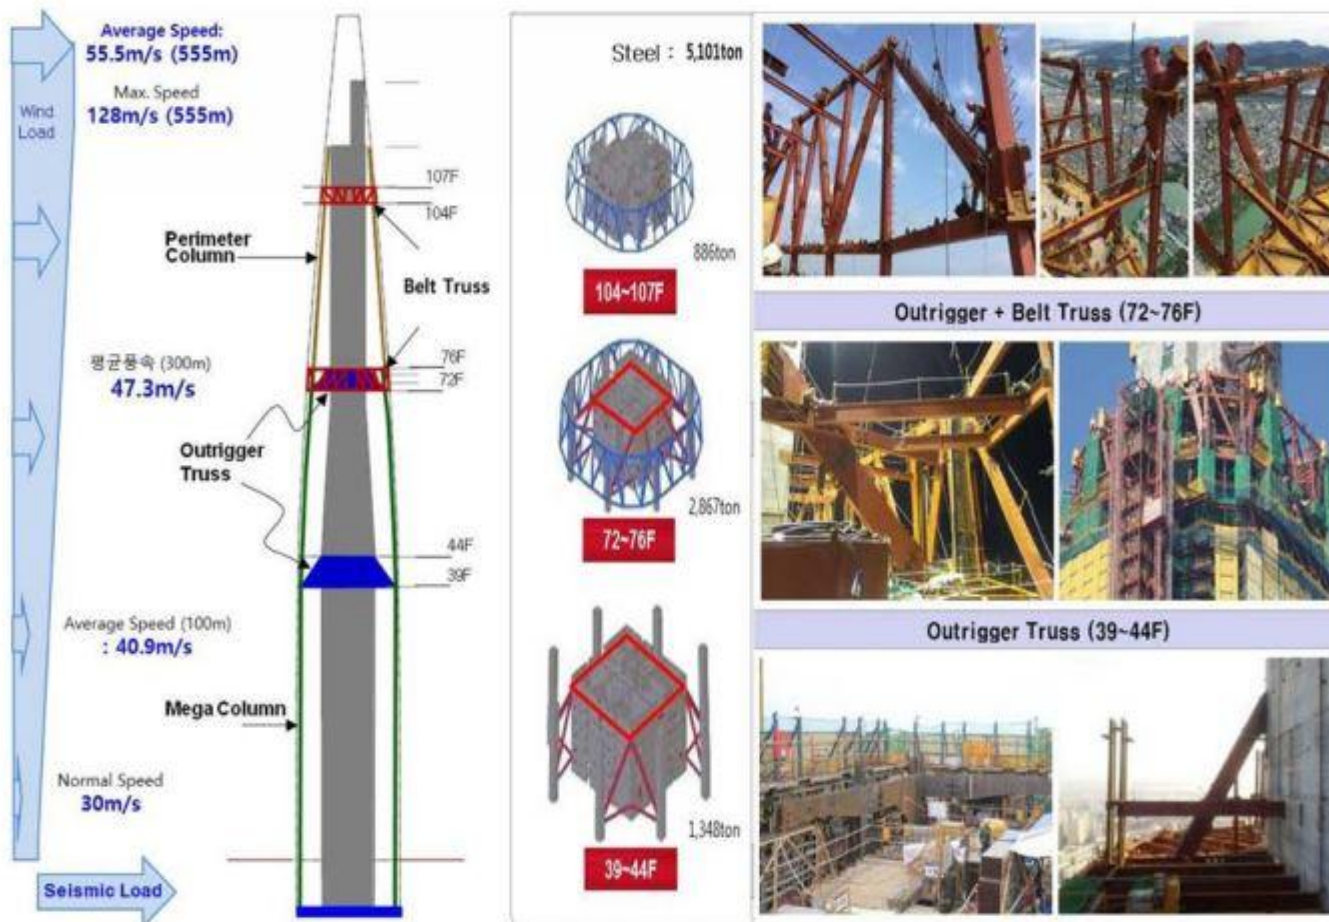 Average Speed:
55.5m/s (555m)
Max. Speed
128m/s (555m)
Wind
Load
107F
104F
Perimeter
Column
Belt Truss
76F
72F
평균풍속 (300m)
47.3m/s
Outrigger
Truss
44F
39F
Average Speed (100m)
: 40.9m/s
Mega Column
Normal Speed
30m/s
Seismic Load
Steel : 5,101ton
886ton
104~107F
2,867ton
72~76F
1,348ton
39~44F
Outrigger + Belt Truss (72~76F)
Outrigger Truss (39~44F)